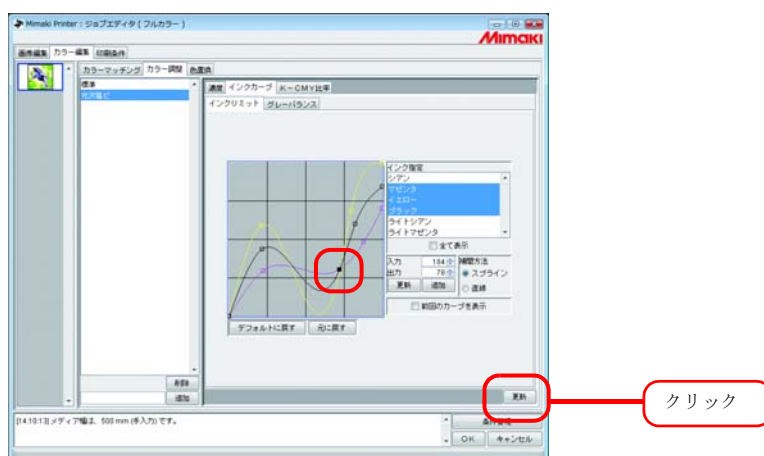 Mimaki Printer : ジョブエディタ ( フルカラー )
Mimaki
画像編集 カラー編集 印刷条件
カラーマッチング カラー調整 色置換
標準
濃度 インクカーブ K-CMY比率
インクリミット グレーバランス
インク指定
シアン
マゼンタ
イエロー
ブラック
ライトシアン
ライトマゼンタ
全て表示
入力 184 補間方法
出力 78 スプライン
更新 追加 直線
前回のカーブを表示
デフォルトに戻す 元に戻す
削除
追加
更新
クリック
[14:10:13] メディア幅は、500 mm (手入力) です。
条件管理
OK キャンセル